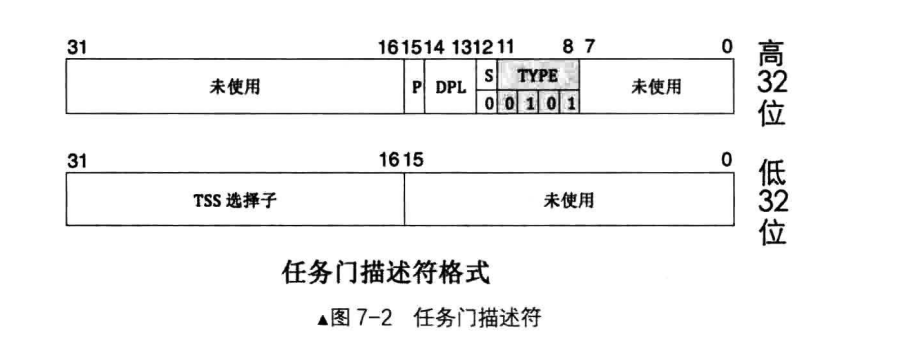 31 16 15 14 13 12 11 8 7 0
未使用 P DPL S TYPE 未使用
0 0 1 0 1
高32位
31 16 15 0
TSS 选择子 未使用
低32位
任务门描述符格式
▲图 7-2 任务门描述符